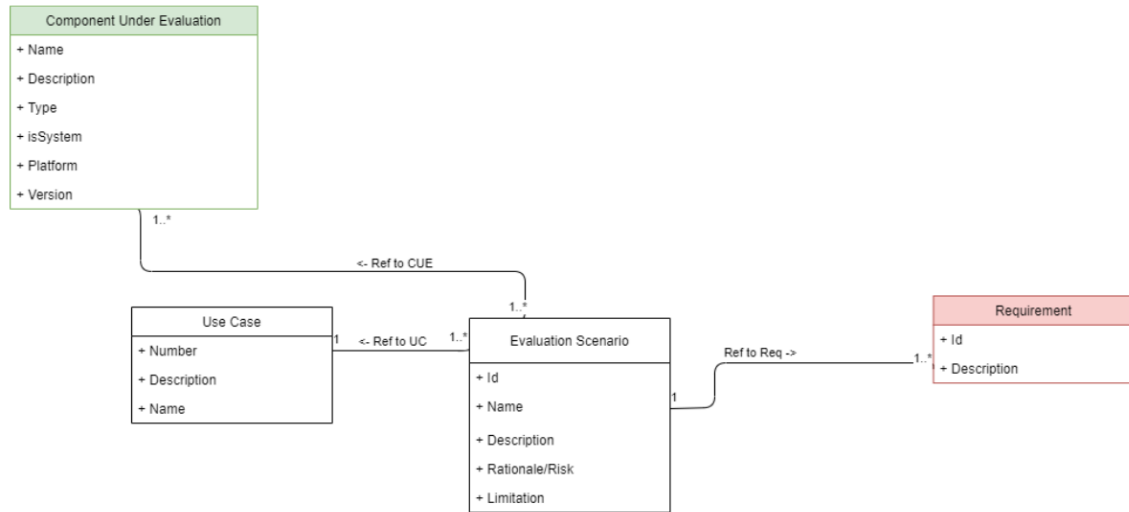 Component Under Evaluation
+ Name
+ Description
+ Type
+ isSystem
+ Platform
+ Version
1..*
<- Ref to CUE
1..*
Use Case
+ Number
+ Description
+ Name
1
<- Ref to UC
1..*
Evaluation Scenario
+ Id
+ Name
+ Description
+ Rationale/Risk
+ Limitation
1
Ref to Req ->
1..*
Requirement
+ Id
+ Description